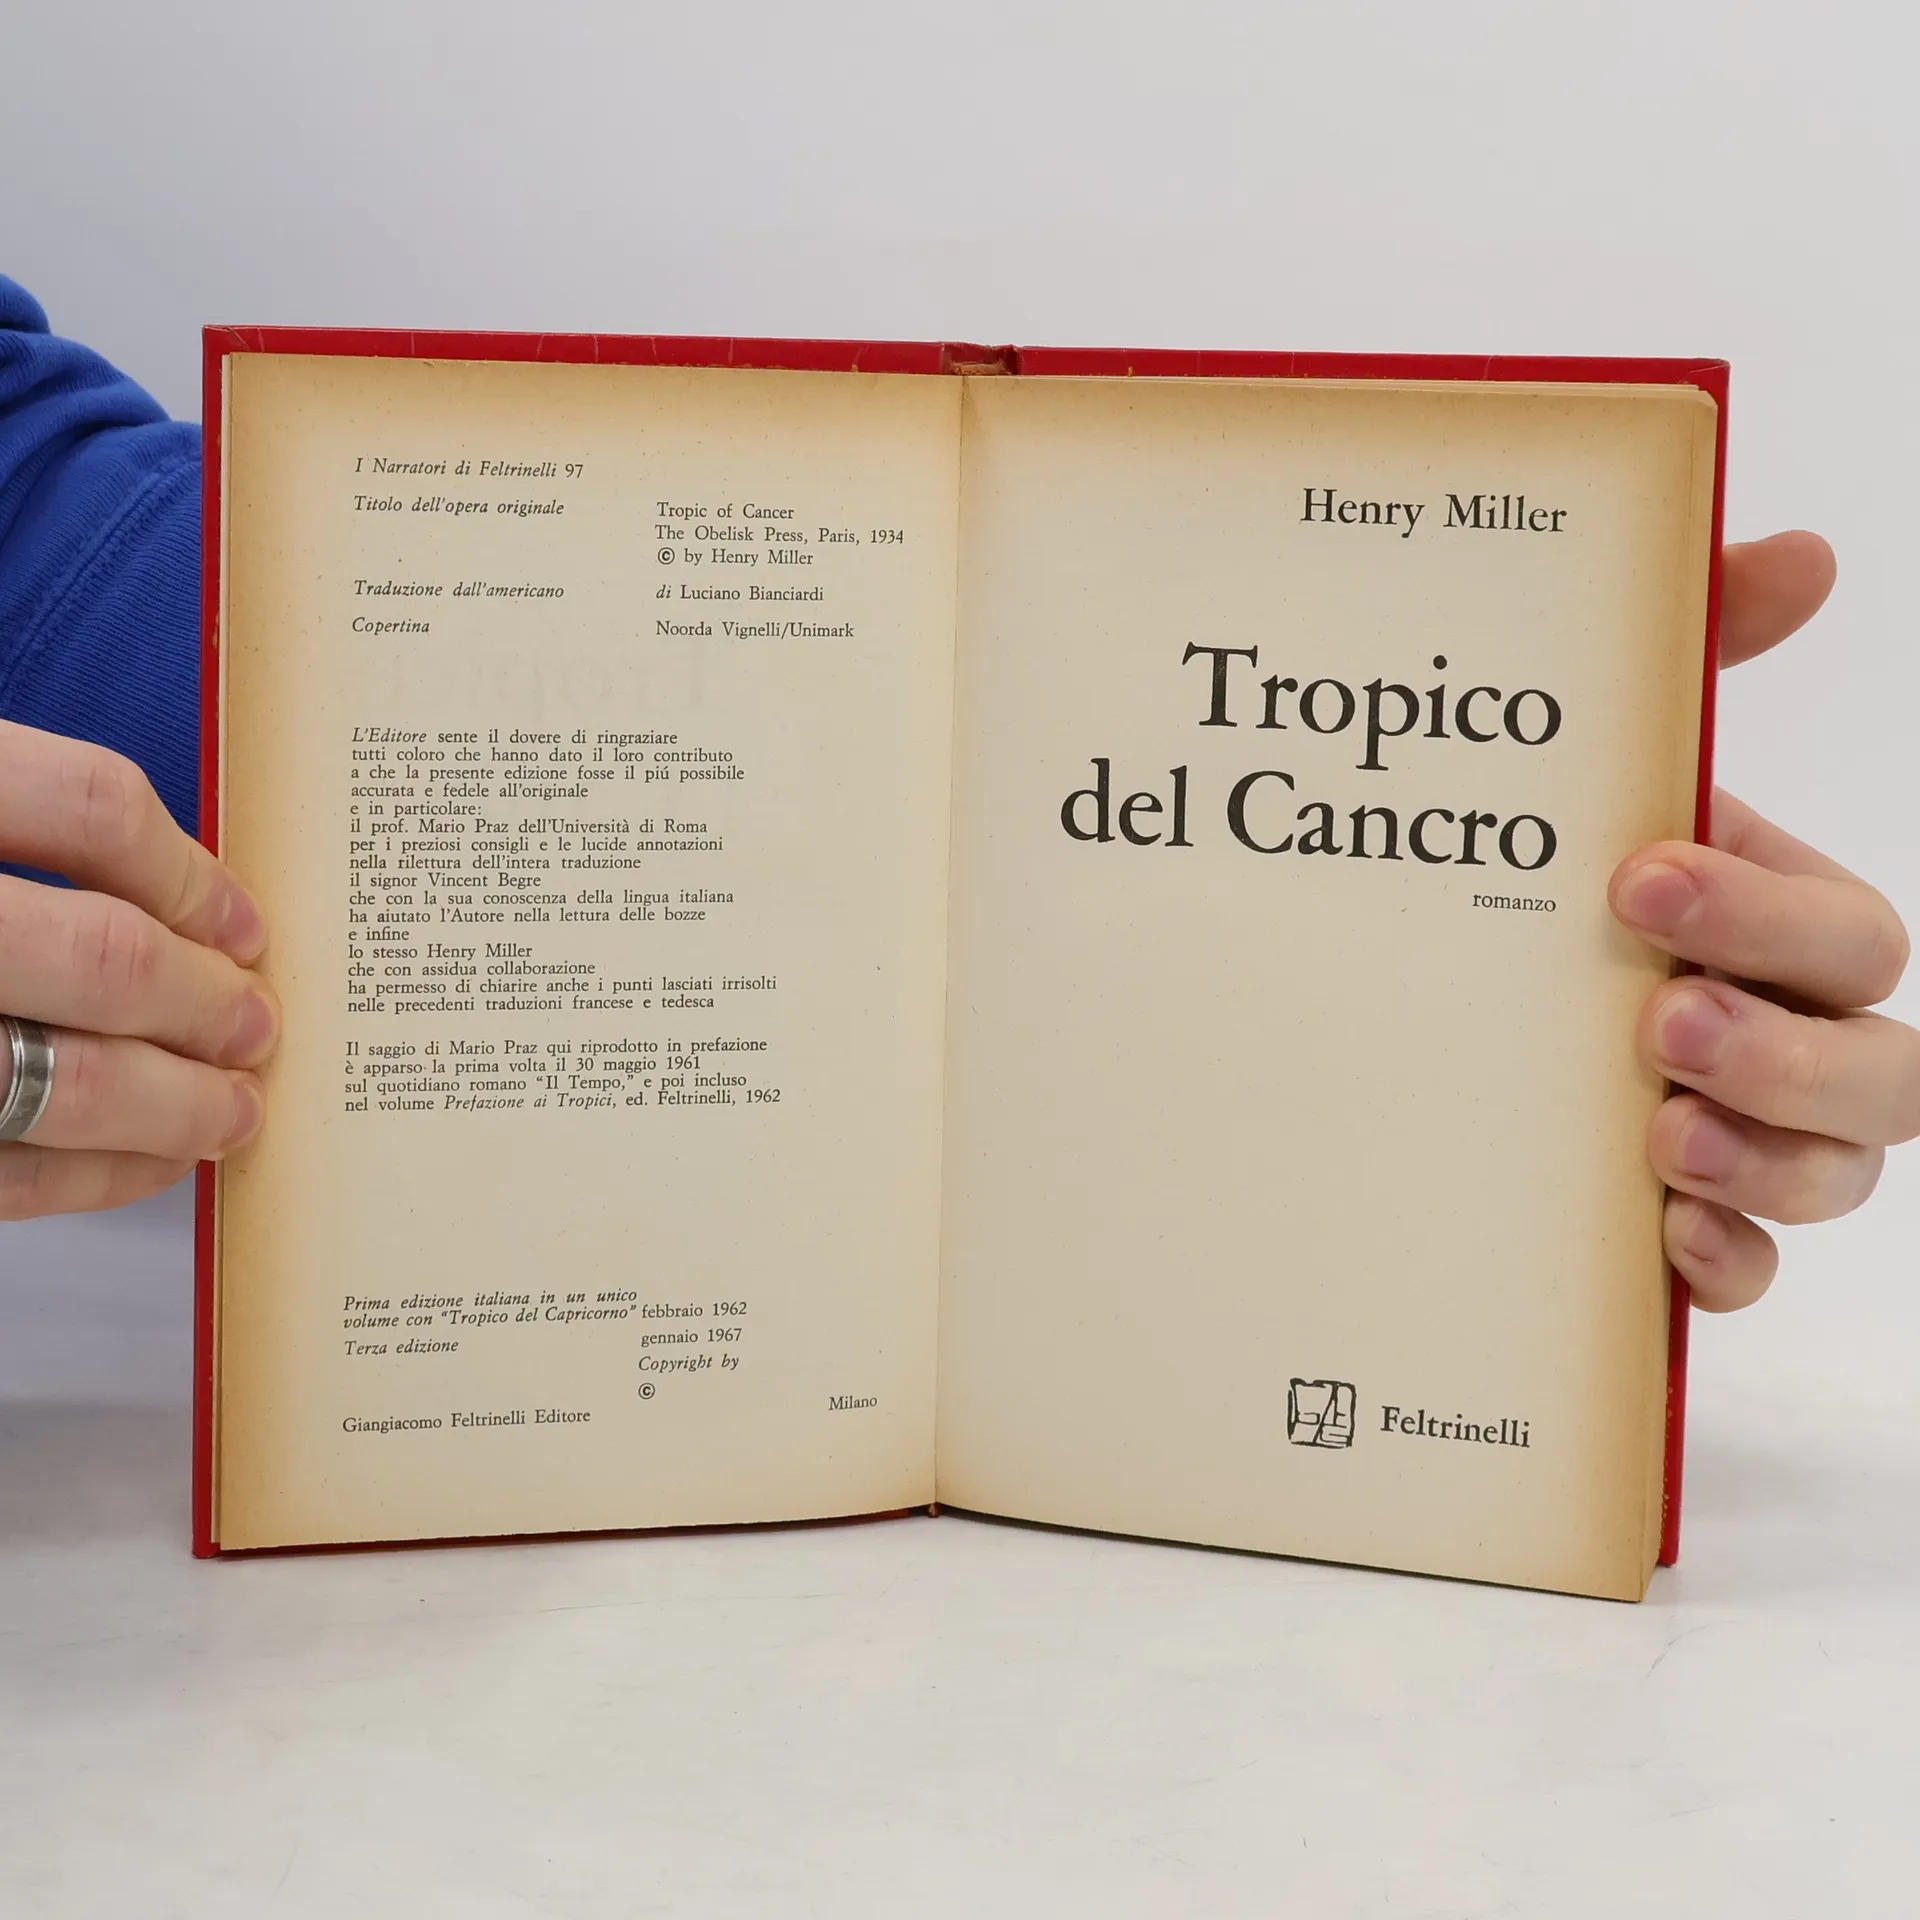 I Narratori di Feltrinelli 97
Titolo dell'opera originale Tropic of Cancer
The Obelisk Press, Paris, 1934
© by Henry Miller
Traduzione dall'americano di Luciano Bianciardi
Copertina Noorda Vignelli/Unimark
L'Editore sente il dovere di ringraziare
tutti coloro che hanno dato il loro contributo
a che la presente edizione fosse il piú possibile
accurata e fedele all'originale
e in particolare:
il prof. Mario Praz dell'Università di Roma
per i preziosi consigli e le lucide annotazioni
nella rilettura dell'intera traduzione
il signor Vincent Begre
che con la sua conoscenza della lingua italiana
ha aiutato l'Autore nella lettura delle bozze
e infine
lo stesso Henry Miller
che con assidua collaborazione
ha permesso di chiarire anche i punti lasciati irrisolti
nelle precedenti traduzioni francese e tedesca
Il saggio di Mario Praz qui riprodotto in prefazione
è apparso la prima volta il 30 maggio 1961
sul quotidiano romano "Il Tempo," e poi incluso
nel volume Prefazione ai Tropici, ed. Feltrinelli, 1962
Prima edizione italiana in un unico
volume con "Tropico del Capricorno" febbraio 1962
Terza edizione gennaio 1967
Copyright by
©
Giangiacomo Feltrinelli Editore Milano
Henry Miller
Tropico
del Cancro
romanzo
Feltrinelli